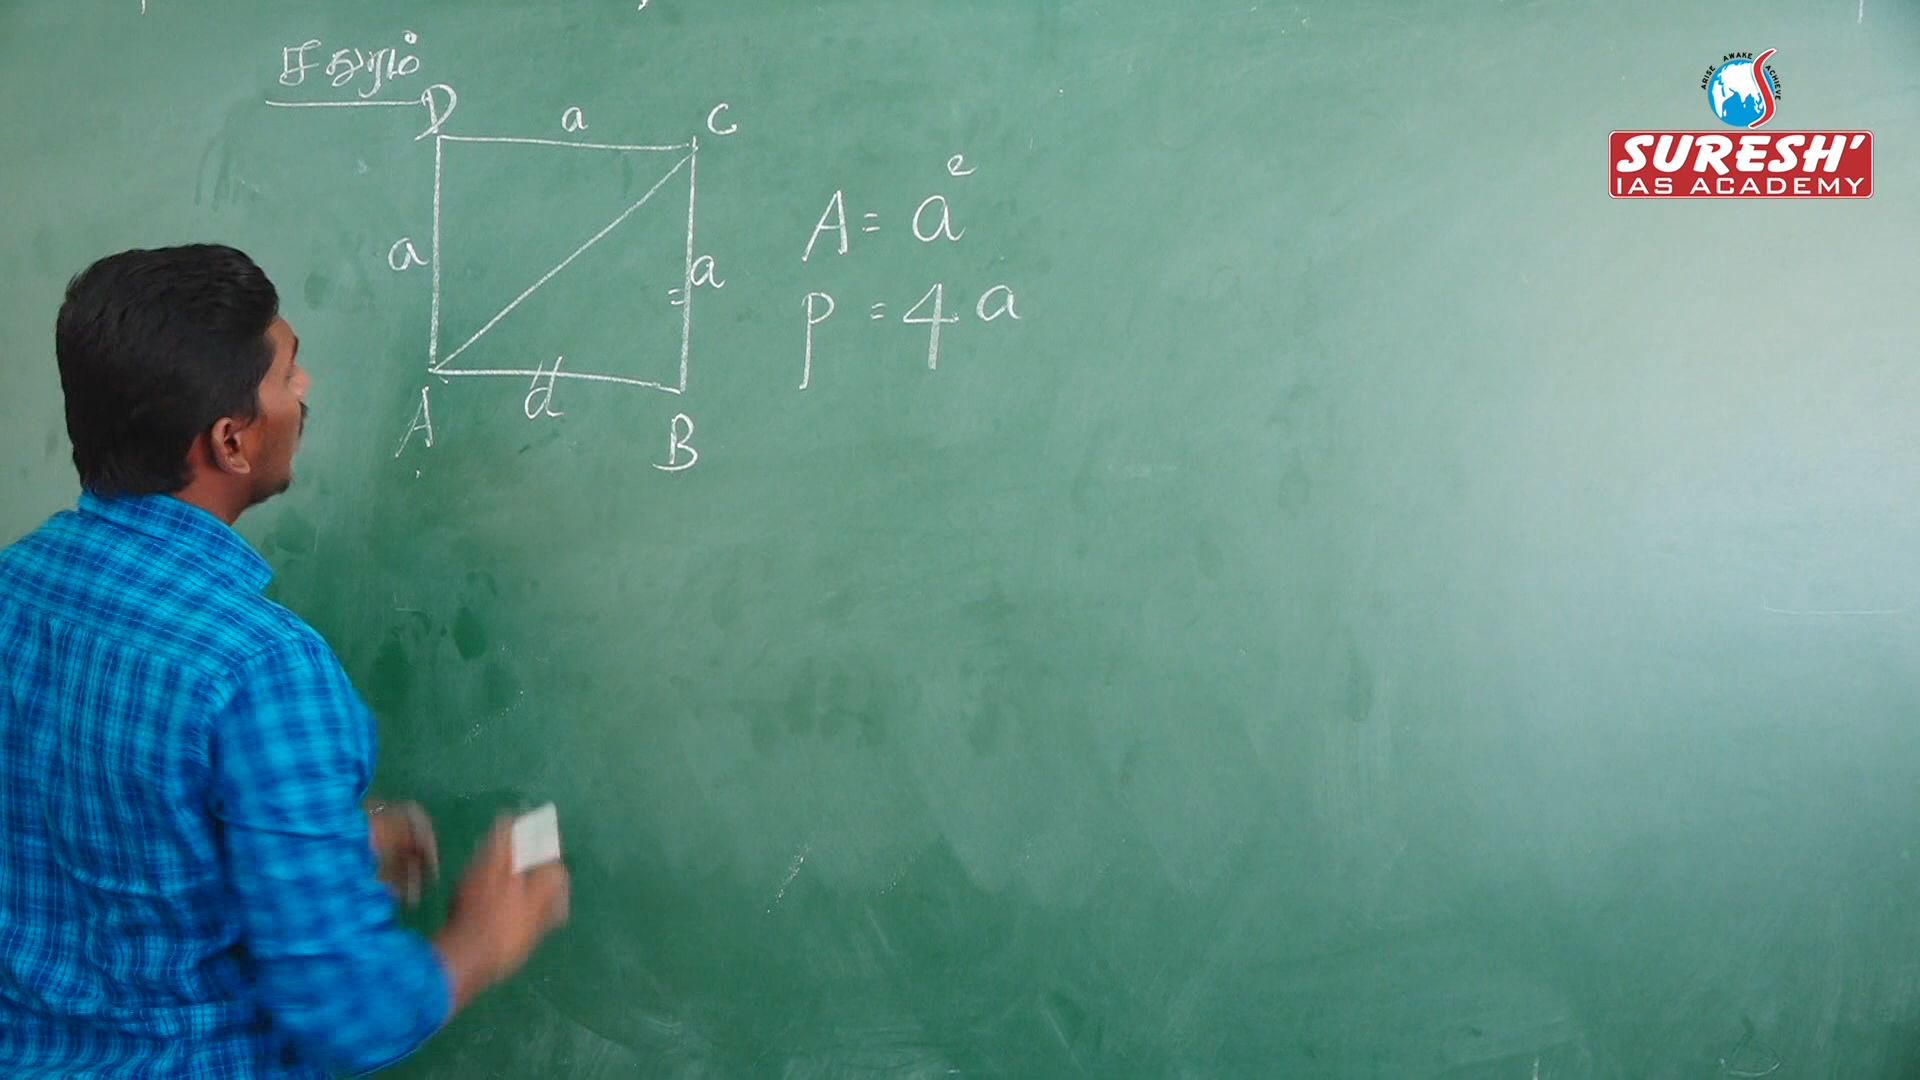 சதுரம்
D a C
a a
=
A d B
A = a²
P = 4a
ARISE AWAKE ACHIEVE
SURESH'
IAS ACADEMY